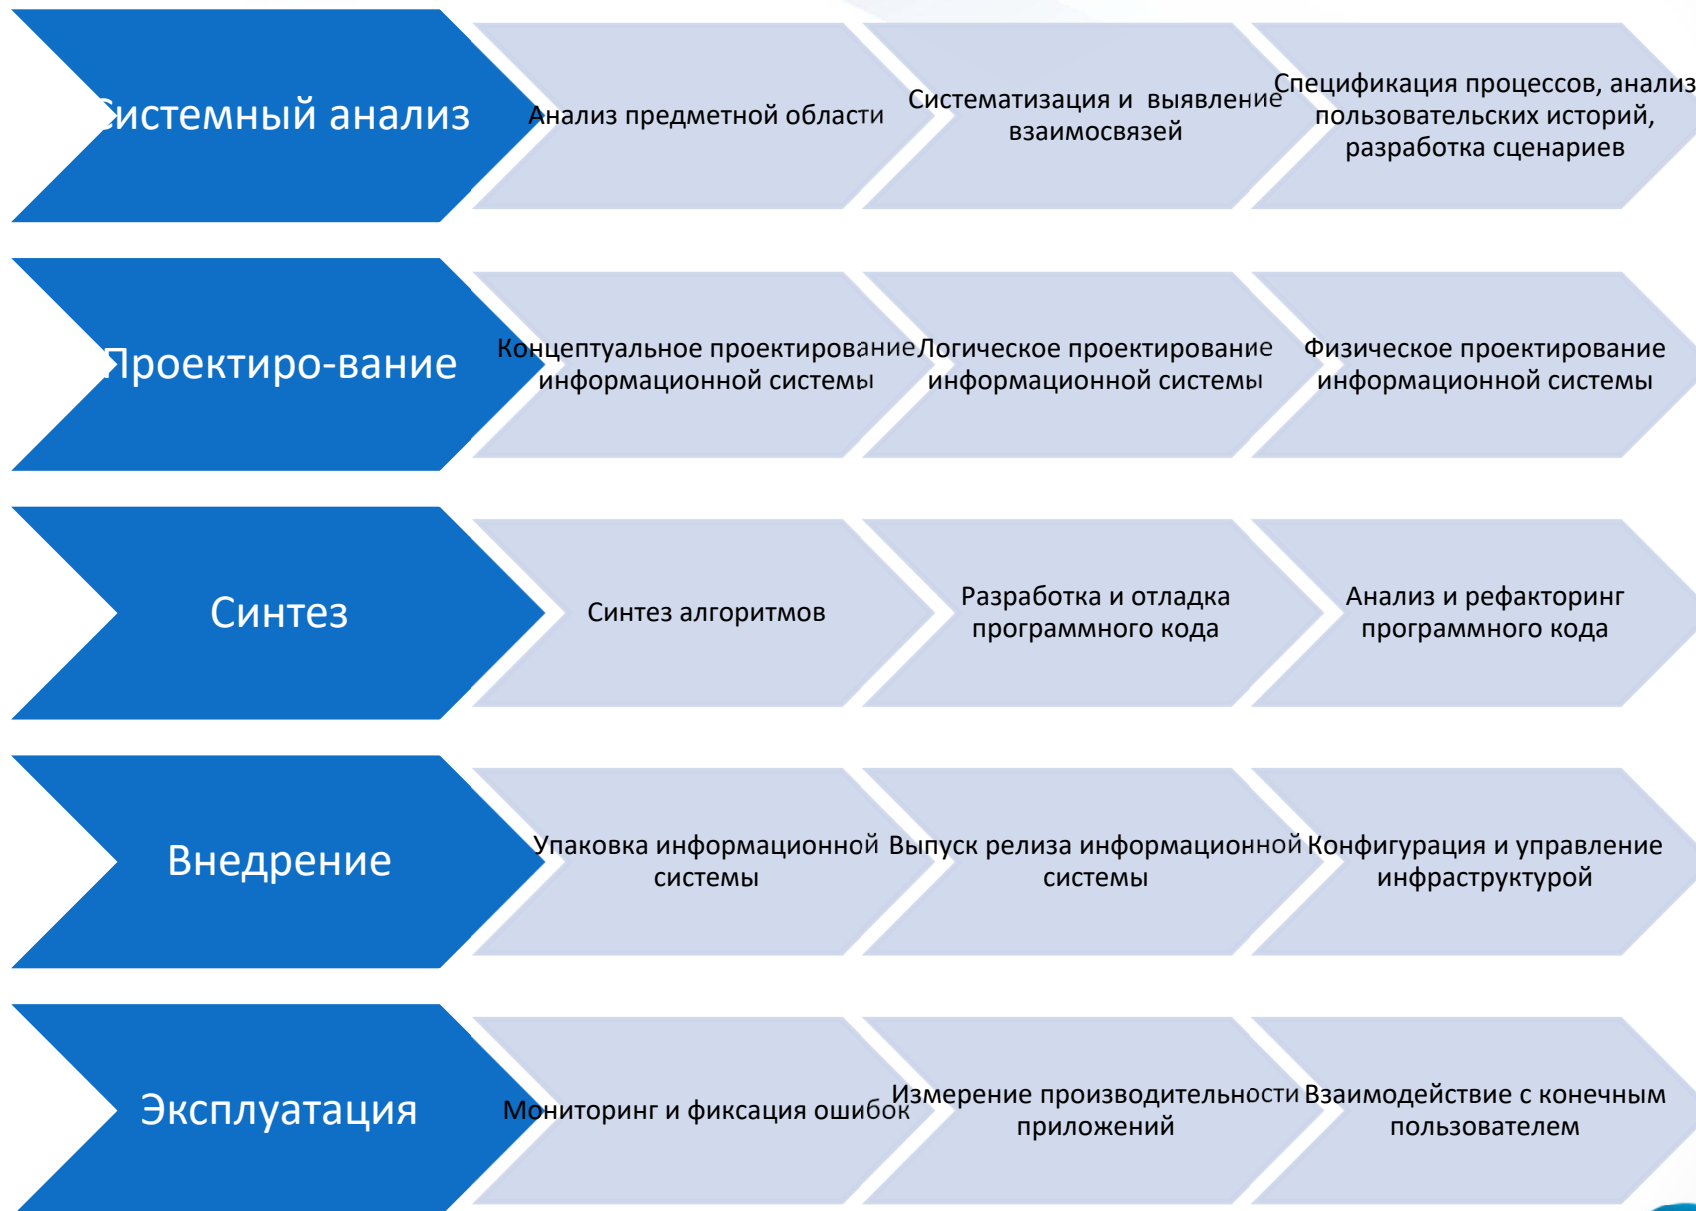 Системный анализ
Анализ предметной области
Систематизация и выявление
взаимосвязей
Спецификация процессов, анализ
пользовательских историй,
разработка сценариев
Проектиро-вание
Концептуальное проектирование
информационной системы
Логическое проектирование
информационной системы
Физическое проектирование
информационной системы
Синтез
Синтез алгоритмов
Разработка и отладка
программного кода
Анализ и рефакторинг
программного кода
Внедрение
Упаковка информационной
системы
Выпуск релиза информационной
системы
Конфигурация и управление
инфраструктурой
Эксплуатация
Мониторинг и фиксация ошибок
Измерение производительности
приложений
Взаимодействие с конечным
пользователем